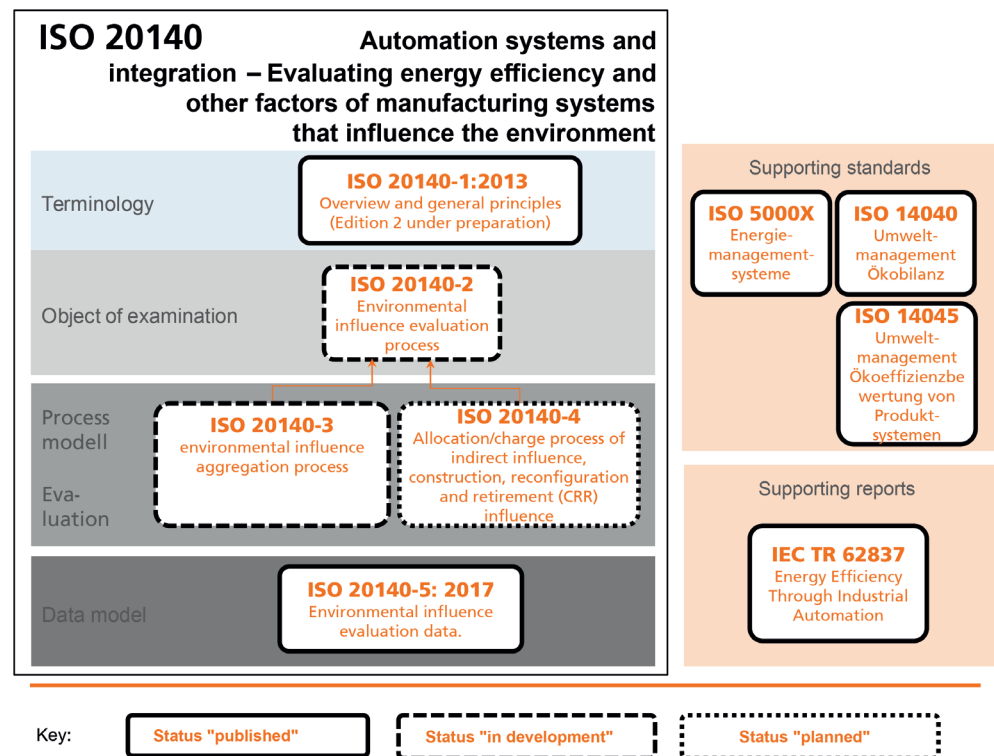 ISO 20140 Automation systems and
integration – Evaluating energy efficiency and
other factors of manufacturing systems
that influence the environment
Terminology
ISO 20140-1:2013
Overview and general principles
(Edition 2 under preparation)
Object of examination
ISO 20140-2
Environmental
influence evaluation
process
Process
modell
Eva-
luation
ISO 20140-3
environmental influence
aggregation process
ISO 20140-4
Allocation/charge process of
indirect influence,
construction, reconfiguration
and retirement (CRR)
influence
Data model
ISO 20140-5: 2017
Environmental influence
evaluation data.
Supporting standards
ISO 5000X
Energie-
management-
systeme
ISO 14040
Umwelt-
management
Ökobilanz
ISO 14045
Umwelt-
management
Ökoeffizienzbe
wertung von
Produkt-
systemen
Supporting reports
IEC TR 62837
Energy Efficiency
Through Industrial
Automation
Key:
Status "published"
Status "in development"
Status "planned"